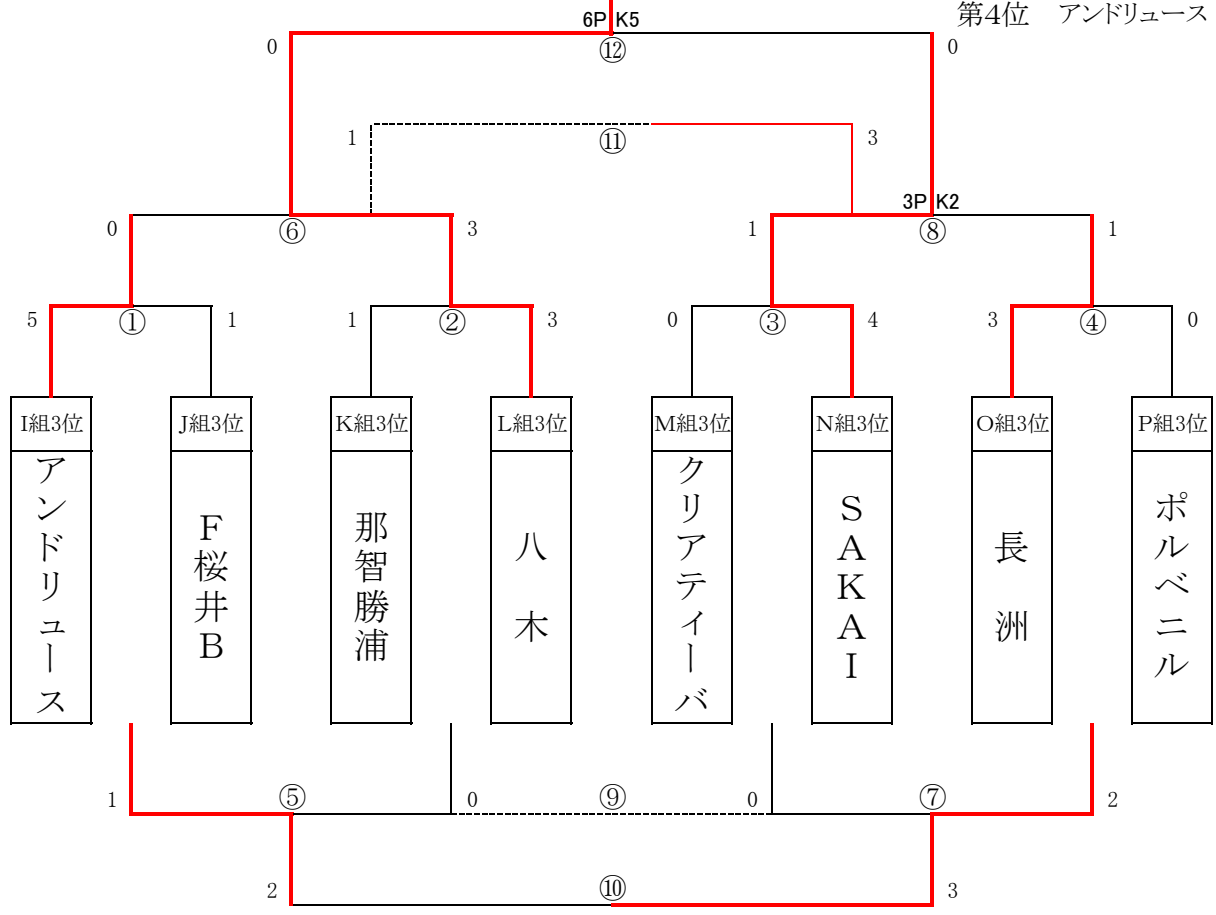 第4位　アンドリュース
6P K5
0 ⑫ 0
1 ⑪ 3
3P K2
0 ⑥ 3 1 ⑧ 1
5 ① 1 1 ② 3 0 ③ 4 3 ④ 0
I組3位 J組3位 K組3位 L組3位 M組3位 N組3位 O組3位 P組3位
アンドリュース
F桜井B
那智勝浦
八木
クリアティーバ
SAKAI
長洲
ポルベニル
1 ⑤ 0 ⑨ 0 ⑦ 2
2 ⑩ 3